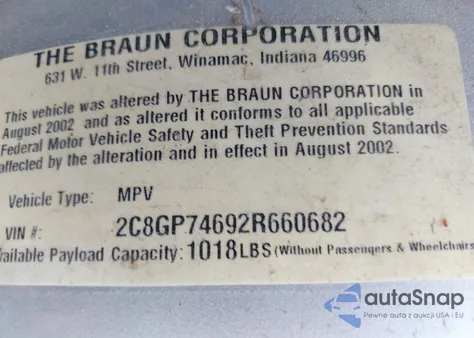 THE BRAUN CORPORATION
631 W. 11th Street, Winamac, Indiana 46996
This vehicle was altered by THE BRAUN CORPORATION in
August 2002 and as altered it conforms to all applicable
Federal Motor Vehicle Safety and Theft Prevention Standards
affected by the alteration and in effect in August 2002.
Vehicle Type: MPV
VIN #: 2C8GP74692R660682
vailable Payload Capacity: 1018LBS (Without Passengers & Wheelchairs
autaSnap
Pewne auta z aukcji USA i EU